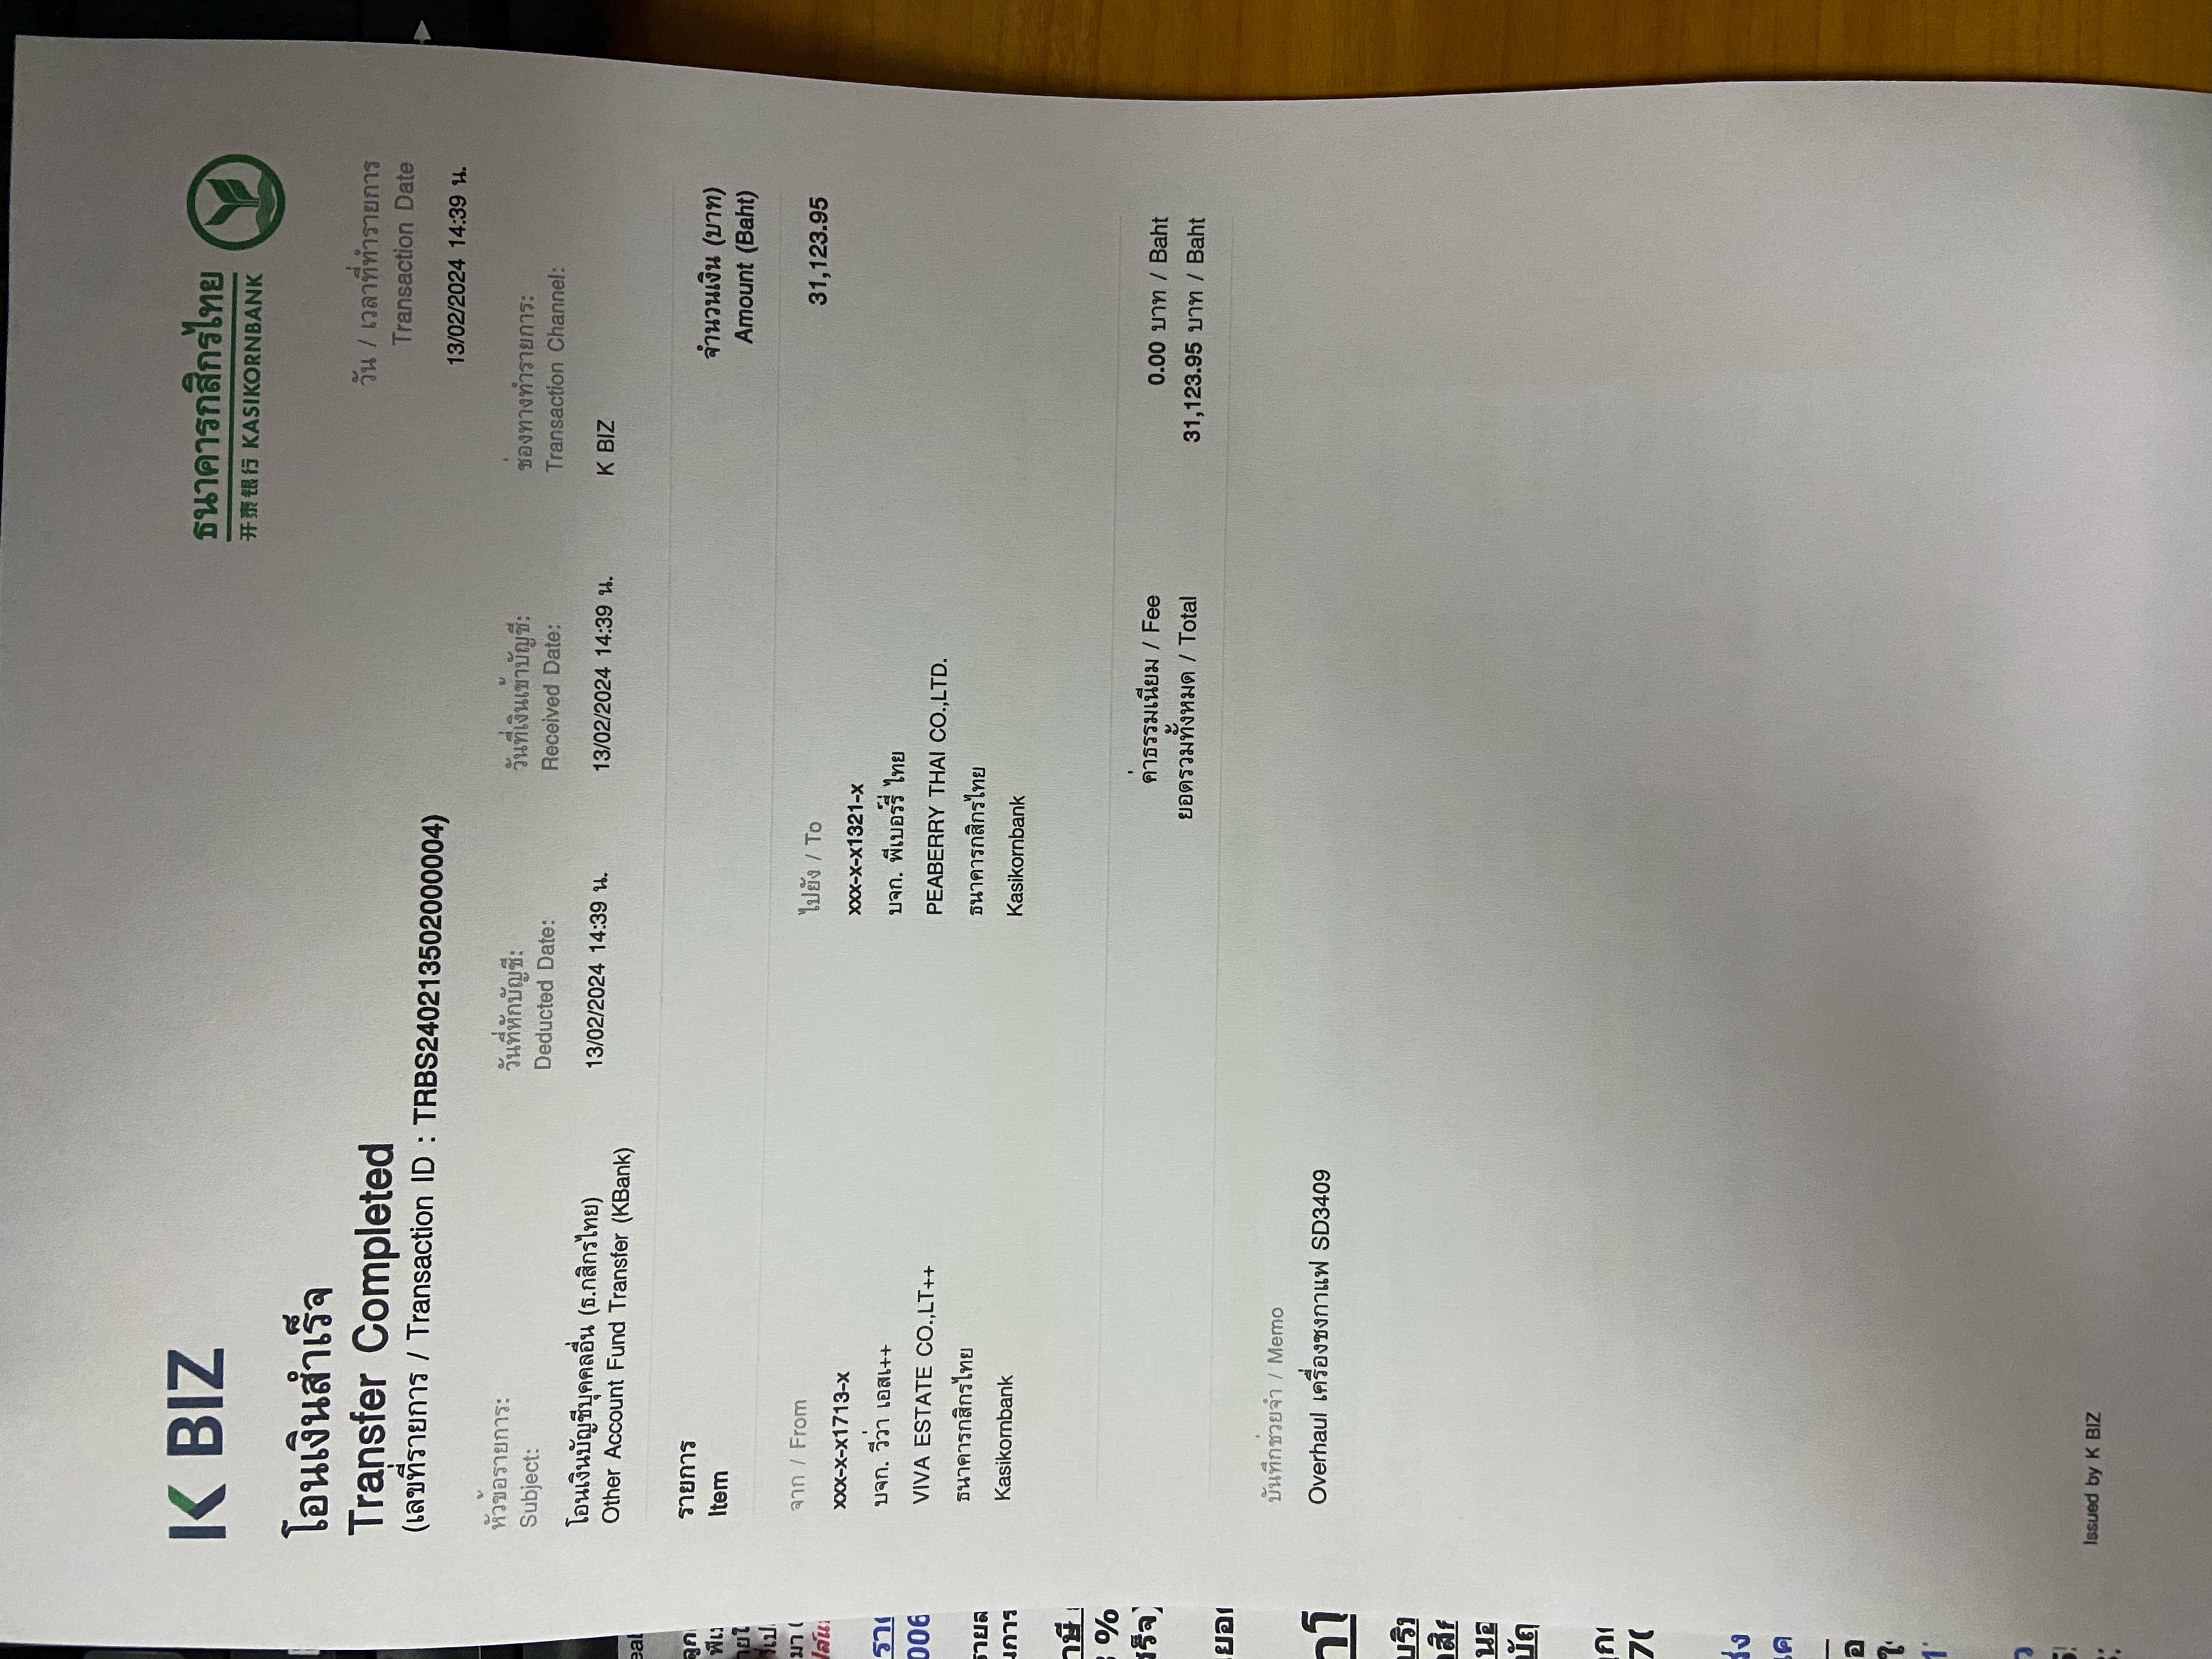 K BIZ
ธนาคารกสิกรไทย
开泰银行 KASIKORNBANK
โอนเงินสำเร็จ
Transfer Completed
(เลขที่รายการ / Transaction ID : TRBS240213502000004)
วัน / เวลาที่ทำรายการ
Transaction Date
13/02/2024 14:39 น.
หัวข้อรายการ:
Subject:
โอนเงินบัญชีบุคคลอื่น (ธ.กสิกรไทย)
Other Account Fund Transfer (KBank)
วันที่หักบัญชี:
Deducted Date:
13/02/2024 14:39 น.
วันที่เงินเข้าบัญชี:
Received Date:
13/02/2024 14:39 น.
ช่องทางทำรายการ:
Transaction Channel:
K BIZ
รายการ
Item
จำนวนเงิน (บาท)
Amount (Baht)
จาก / From
xxx-x-x1713-x
บจก. วีว่า เอสเ++
VIVA ESTATE CO.,LT++
ธนาคารกสิกรไทย
Kasikornbank
ไปยัง / To
xxx-x-x1321-x
บจก. พีเบอร์รี่ ไทย
PEABERRY THAI CO.,LTD.
ธนาคารกสิกรไทย
Kasikornbank
31,123.95
ค่าธรรมเนียม / Fee 0.00 บาท / Baht
ยอดรวมทั้งหมด / Total 31,123.95 บาท / Baht
บันทึกช่วยจำ / Memo
Overhaul เครื่องชงกาแฟ SD3409
Issued by K BIZ